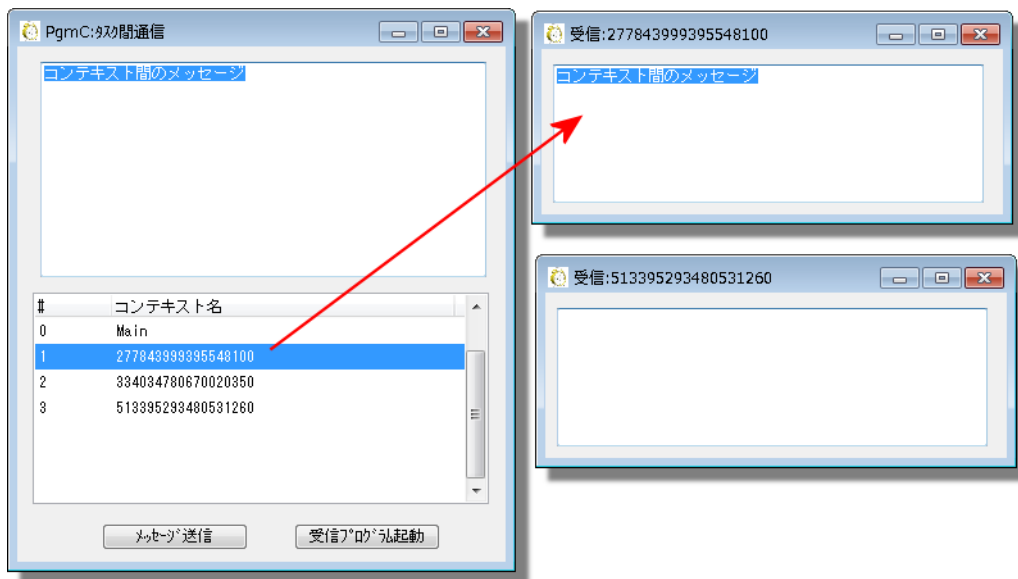 PgmC:ﾀｽｸ間通信
コンテキスト間のメッセージ
# コンテキスト名
0 Main
1 277843999395548100
2 334034780670020350
3 513395293480531260
ﾒｯｾｰｼﾞ送信 受信ﾌﾟﾛｸﾞﾗﾑ起動
受信:277843999395548100
コンテキスト間のメッセージ
受信:513395293480531260